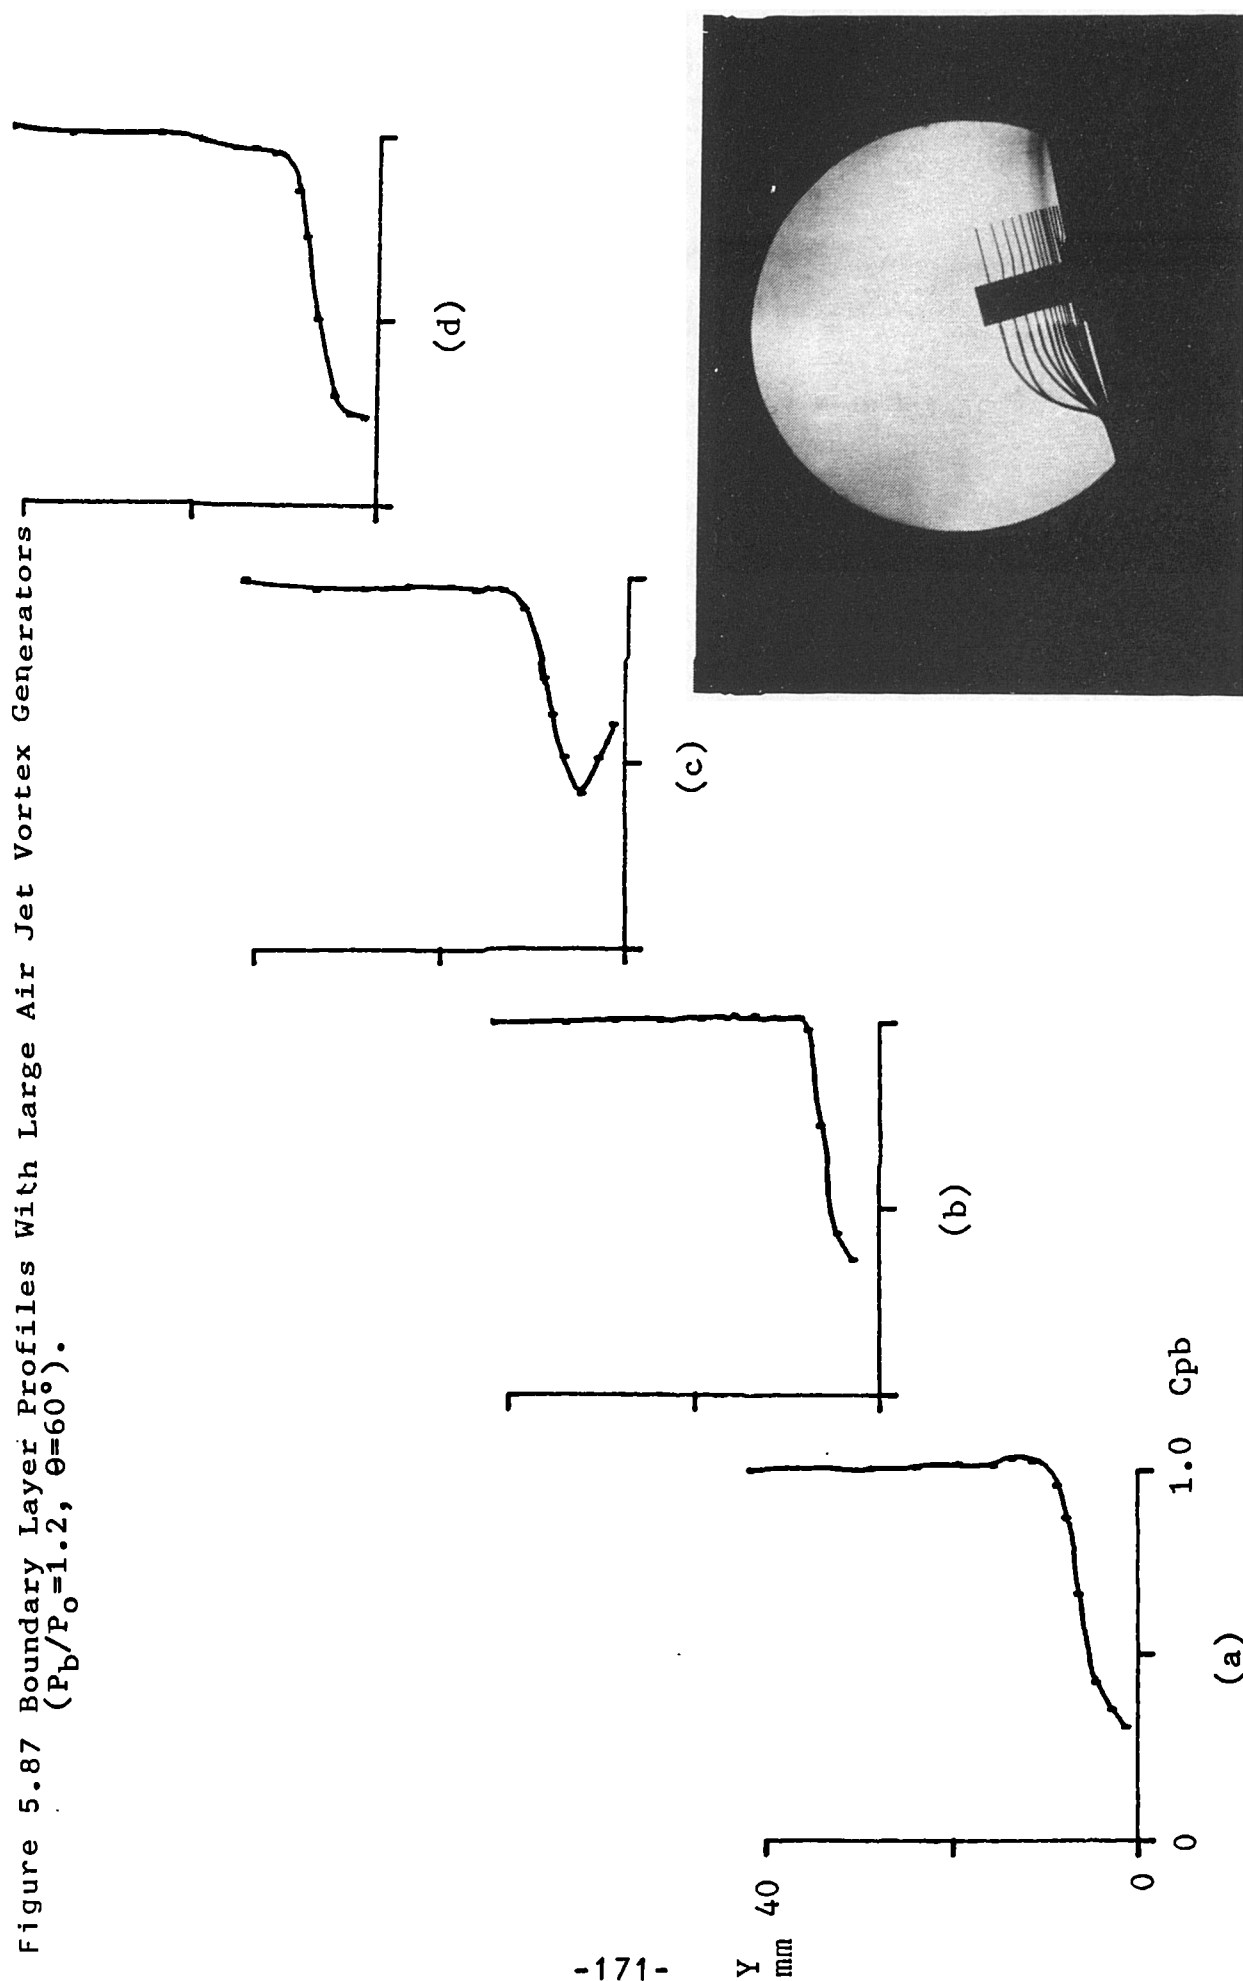 Figure 5.87 Boundary Layer Profiles With Large Air Jet Vortex Generators
(Pb/Po=1.2, θ=60°).
(d)
(c)
(b)
(a)
Y
mm
40
0
0
1.0
Cpb
-171-